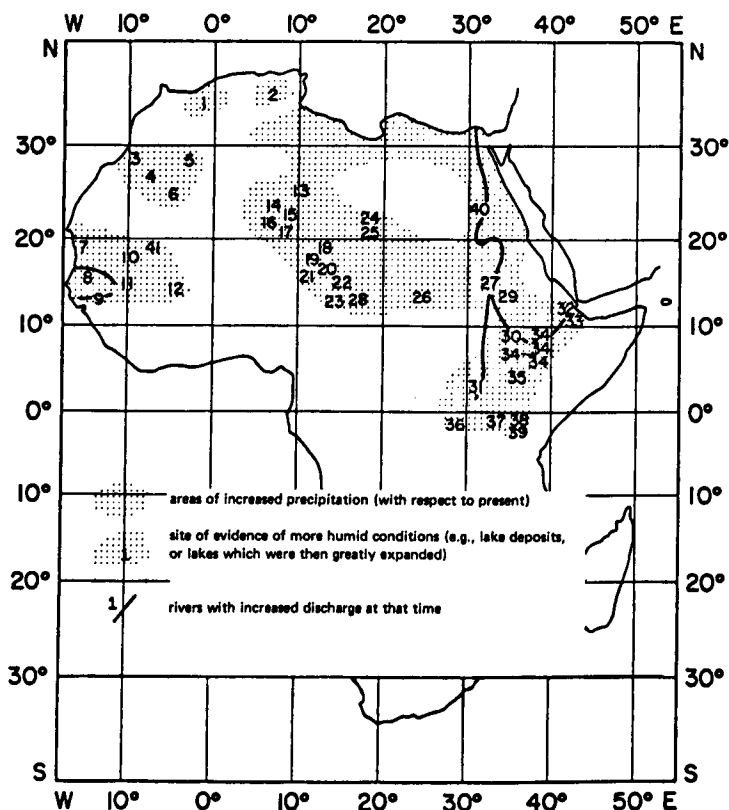 W 10° 0° 10° 20° 30° 40° 50° E
N N
1 2
30° 30°
3 5
4
6 13
14 15 24
16 17 25 40
20° 20°
7 41 18
10 19 20
8 11 21 22 27
9 12 23 28 26 29
32
33
10° 10°
30 34
34 34
34
35
31
0° 0°
36 37 38
39
10° 10°
areas of increased precipitation (with respect to present)
site of evidence of more humid conditions (e.g., lake deposits,
1 or lakes which were then greatly expanded)
20° 20°
1 rivers with increased discharge at that time
30° 30°
S S
W 10° 0° 10° 20° 30° 40° 50° E